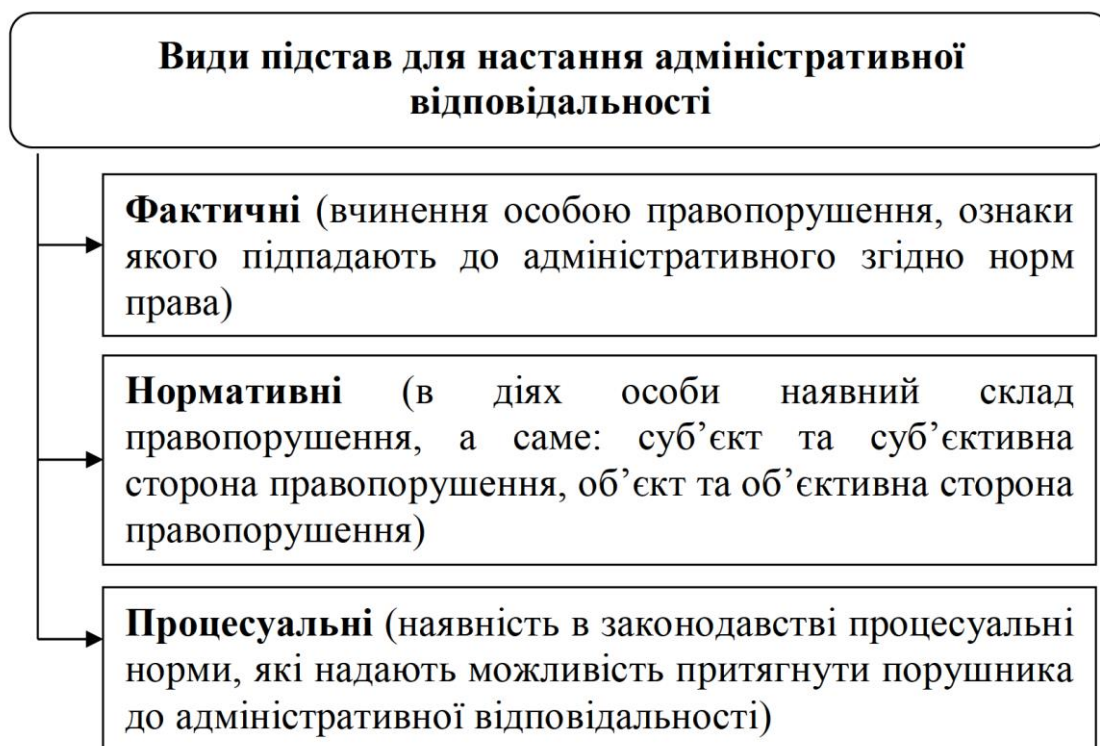 Види підстав для настання адміністративної
відповідальності
Фактичні (вчинення особою правопорушення, ознаки
якого підпадають до адміністративного згідно норм
права)
Нормативні (в діях особи наявний склад
правопорушення, а саме: суб’єкт та суб’єктивна
сторона правопорушення, об’єкт та об’єктивна сторона
правопорушення)
Процесуальні (наявність в законодавстві процесуальні
норми, які надають можливість притягнути порушника
до адміністративної відповідальності)